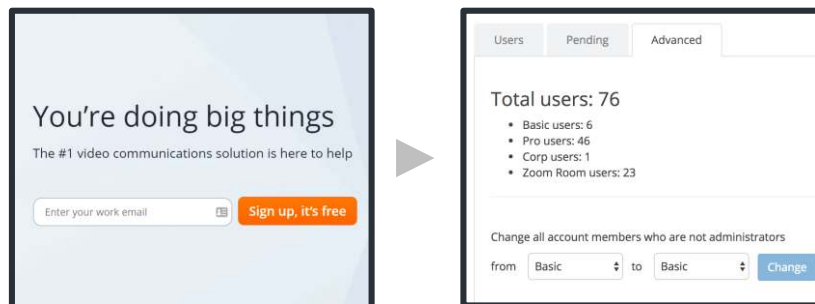 You're doing big things
The #1 video communications solution is here to help
Enter your work email
Sign up, it's free
Users
Pending
Advanced
Total users: 76
• Basic users: 6
• Pro users: 46
• Corp users: 1
• Zoom Room users: 23
Change all account members who are not administrators
from Basic to Basic Change